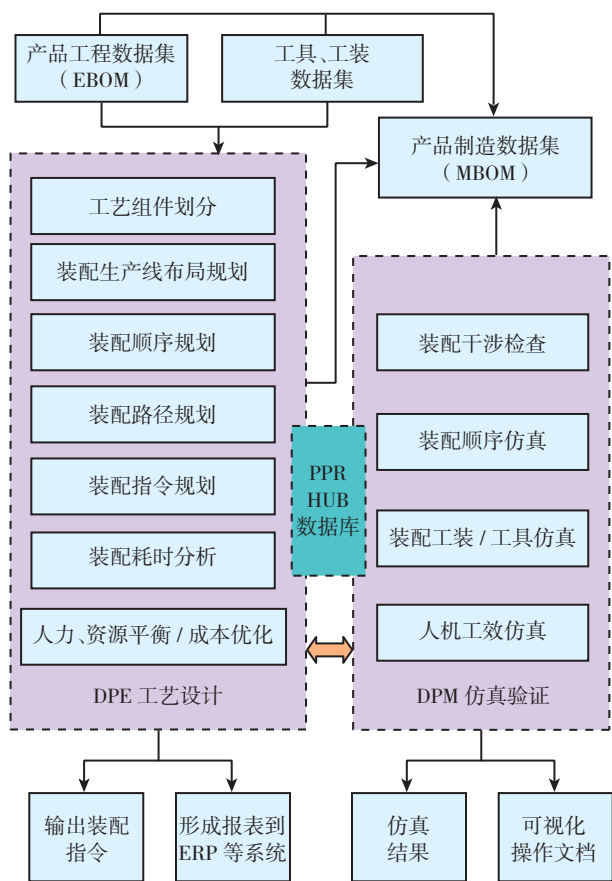 产品工程数据集
（EBOM）
工具、工装
数据集
产品制造数据集
（MBOM）
工艺组件划分
装配生产线布局规划
装配顺序规划
装配路径规划
装配指令规划
装配耗时分析
人力、资源平衡 / 成本优化
DPE 工艺设计
PPR
HUB
数据库
装配干涉检查
装配顺序仿真
装配工装 / 工具仿真
人机工效仿真
DPM 仿真验证
输出装配
指令
形成报表到
ERP 等系统
仿真
结果
可视化
操作文档